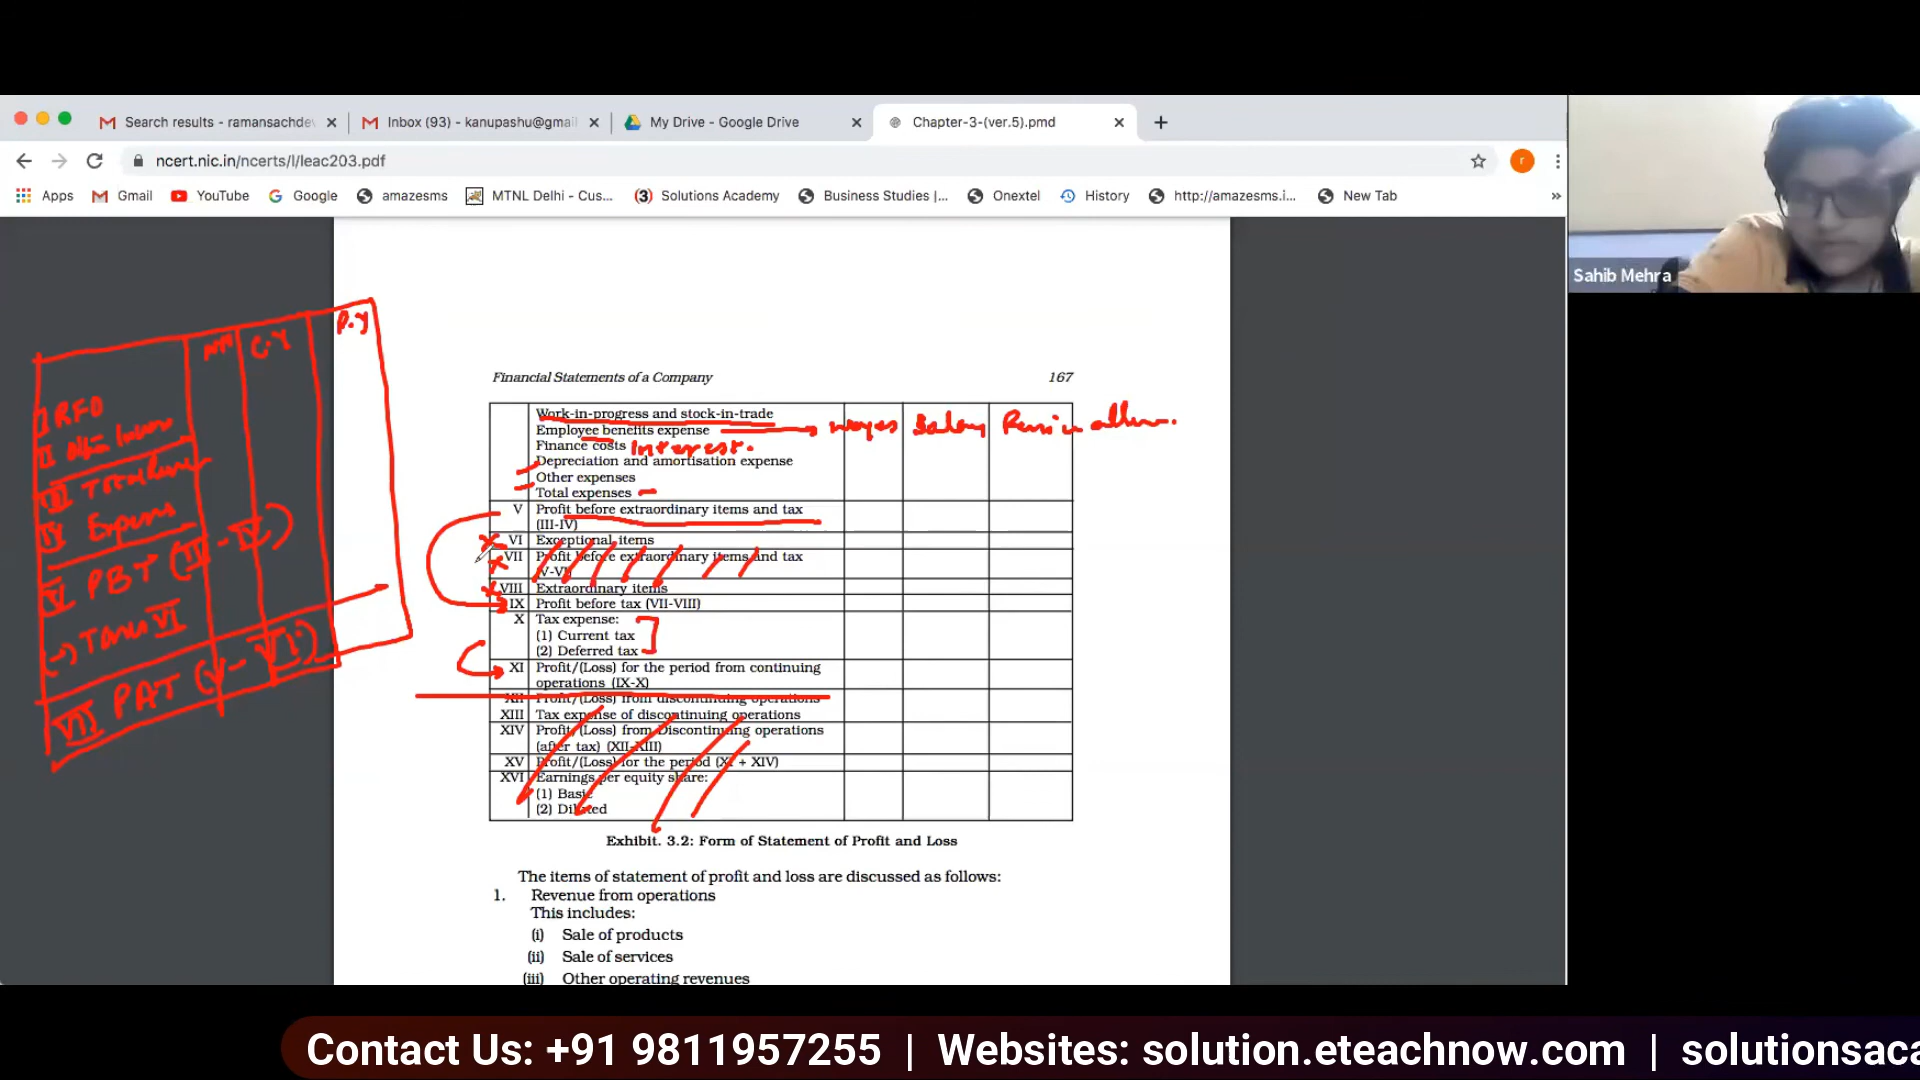 Search results - ramansachdev
Inbox (93) - kanupashu@gmail
My Drive - Google Drive
Chapter-3-(ver.5).pmd
ncert.nic.in/ncerts/l/leac203.pdf
r
Apps
Gmail
YouTube
Google
amazesms
MTNL Delhi - Cus...
Solutions Academy
Business Studies |...
Onextel
History
http://amazesms.i...
New Tab
»
Sahib Mehra
C.Y
P.Y
I RFO
II
III Total
IV Expens
V PBT (III - IV)
(-) VI
VII PAT (V - VI)
Financial Statements of a Company 167
Work-in-progress and stock-in-trade
Employee benefits expense wages Salary
Finance costs Interest.
Depreciation and amortisation expense
Other expenses
Total expenses
V Profit before extraordinary items and tax
(III-IV)
VI Exceptional items
VII Profit before extraordinary items and tax
(V-VI)
VIII Extraordinary items
IX Profit before tax (VII-VIII)
X Tax expense:
(1) Current tax
(2) Deferred tax
XI Profit/(Loss) for the period from continuing
operations (IX-X)
XII Profit/(Loss) from discontinuing operations
XIII Tax expense of discontinuing operations
XIV Profit/(Loss) from Discontinuing operations
(after tax) (XII-XIII)
XV Profit/(Loss) for the period (XI + XIV)
XVI Earnings per equity share:
(1) Basic
(2) Diluted
Exhibit. 3.2: Form of Statement of Profit and Loss
The items of statement of profit and loss are discussed as follows:
1. Revenue from operations
This includes:
(i) Sale of products
(ii) Sale of services
(iii) Other operating revenues
Contact Us: +91 9811957255 | Websites: solution.eteachnow.com | solutionsaca